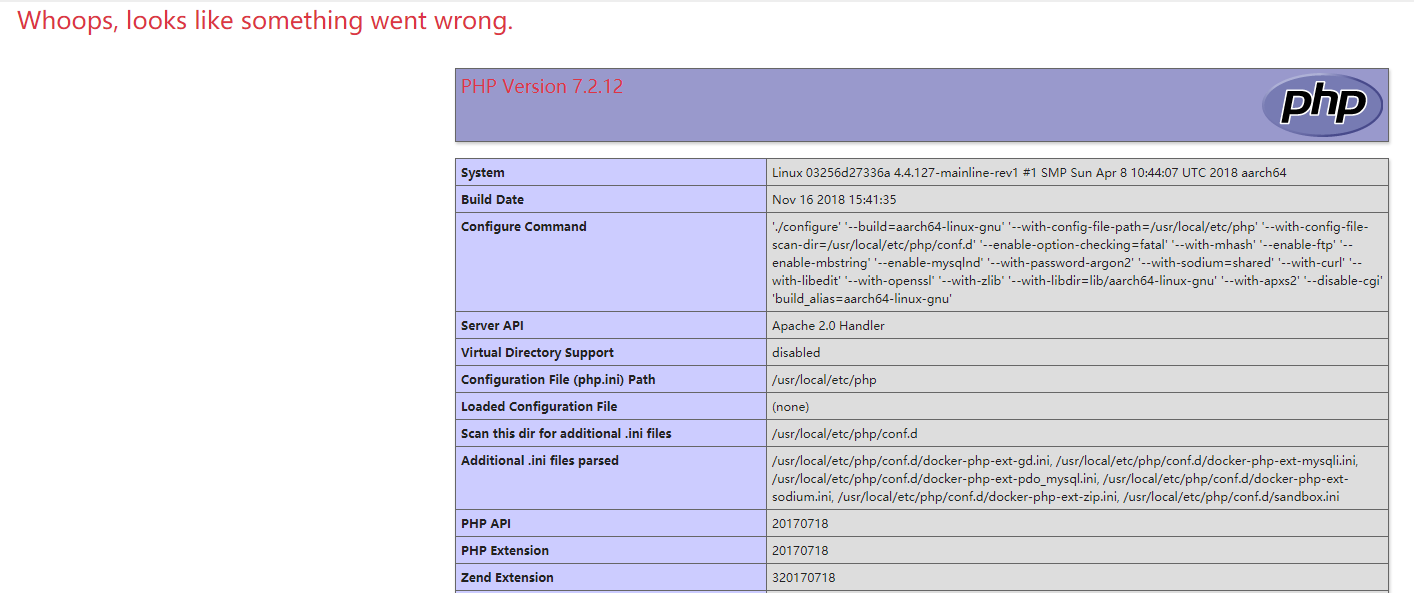 Whoops, looks like something went wrong.
PHP Version 7.2.12
php
System Linux 03256d27336a 4.4.127-mainline-rev1 #1 SMP Sun Apr 8 10:44:07 UTC 2018 aarch64
Build Date Nov 16 2018 15:41:35
Configure Command './configure' '--build=aarch64-linux-gnu' '--with-config-file-path=/usr/local/etc/php' '--with-config-file-
scan-dir=/usr/local/etc/php/conf.d' '--enable-option-checking=fatal' '--with-mhash' '--enable-ftp' '--
enable-mbstring' '--enable-mysqlnd' '--with-password-argon2' '--with-sodium=shared' '--with-curl' '--
with-libedit' '--with-openssl' '--with-zlib' '--with-libdir=lib/aarch64-linux-gnu' '--with-apxs2' '--disable-cgi'
'build_alias=aarch64-linux-gnu'
Server API Apache 2.0 Handler
Virtual Directory Support disabled
Configuration File (php.ini) Path /usr/local/etc/php
Loaded Configuration File (none)
Scan this dir for additional .ini files /usr/local/etc/php/conf.d
Additional .ini files parsed /usr/local/etc/php/conf.d/docker-php-ext-gd.ini, /usr/local/etc/php/conf.d/docker-php-ext-mysqli.ini,
/usr/local/etc/php/conf.d/docker-php-ext-pdo_mysql.ini, /usr/local/etc/php/conf.d/docker-php-ext-
sodium.ini, /usr/local/etc/php/conf.d/docker-php-ext-zip.ini, /usr/local/etc/php/conf.d/sandbox.ini
PHP API 20170718
PHP Extension 20170718
Zend Extension 320170718